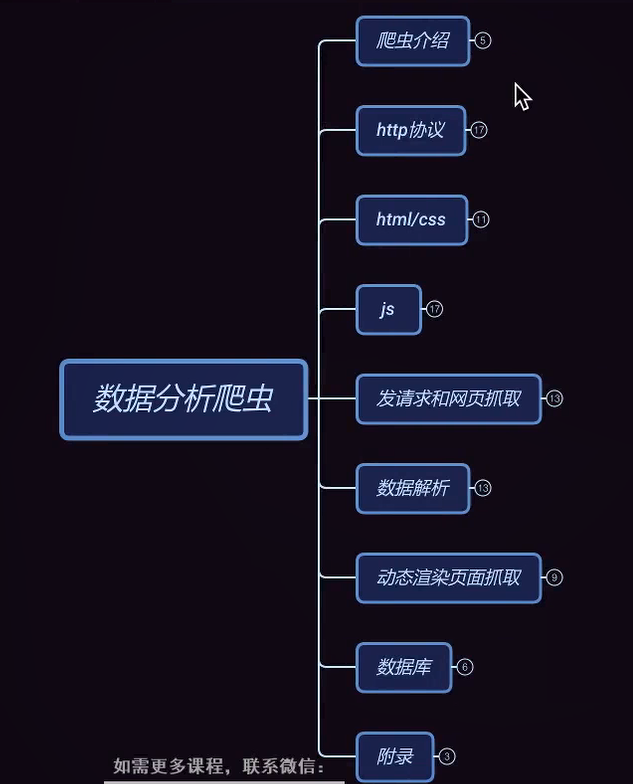 爬虫介绍 5
http协议 17
html/css 11
js 17
数据分析爬虫
发请求和网页抓取 13
数据解析 13
动态渲染页面抓取 9
数据库 6
附录 3
如需更多课程，联系微信：